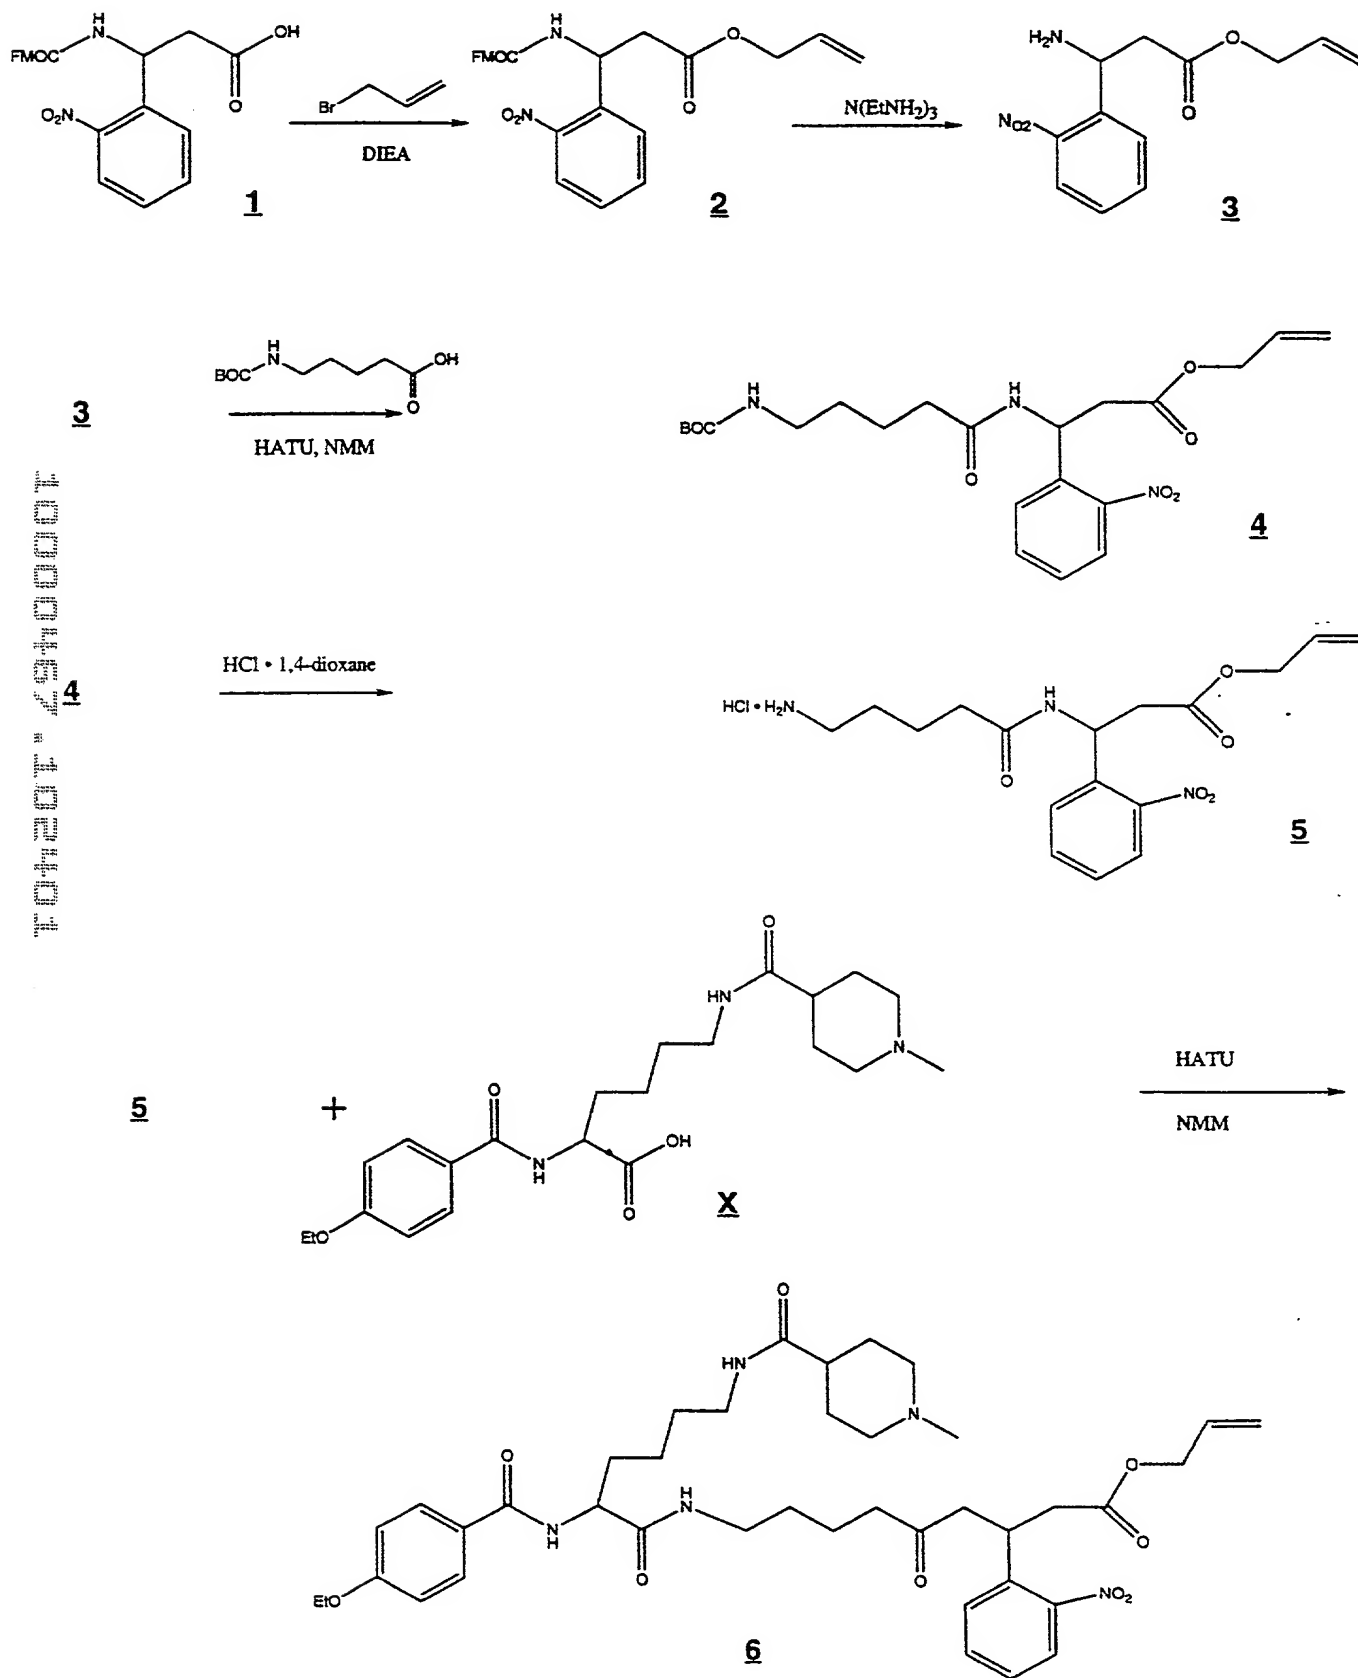 FMOC
H
N
OH
O
O2N
1
Br
DIEA
FMOC
H
N
O
O
O2N
2
N(EtNH2)3
H2N
O
O
NO2
3
3
BOC
H
N
OH
O
HATU, NMM
BOC
H
N
O
H
N
O
O
NO2
4
4
HCl • 1,4-dioxane
HCl • H2N
O
H
N
O
O
NO2
5
5
+
O
HN
N
O
N
H
OH
O
EtO
X
HATU
NMM
O
HN
N
O
N
H
O
H
N
O
O
O
NO2
EtO
6